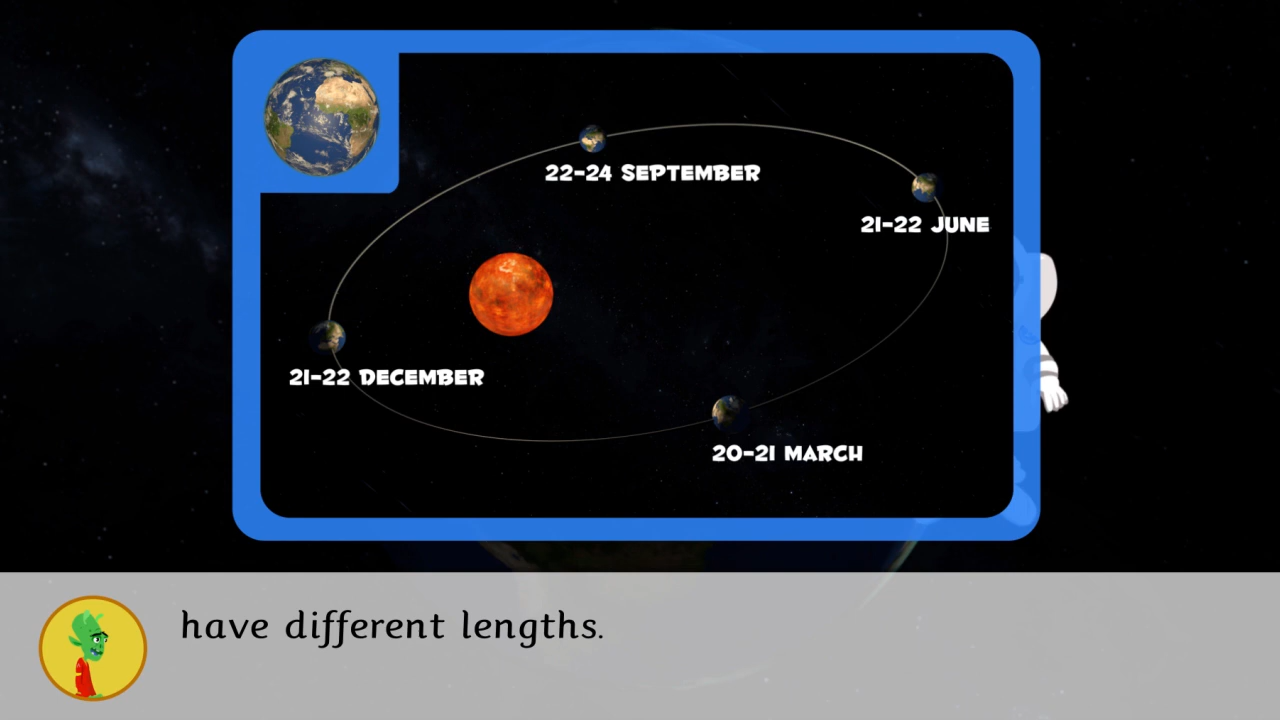 22-24 SEPTEMBER
21-22 JUNE
21-22 DECEMBER
20-21 MARCH
have different lengths.